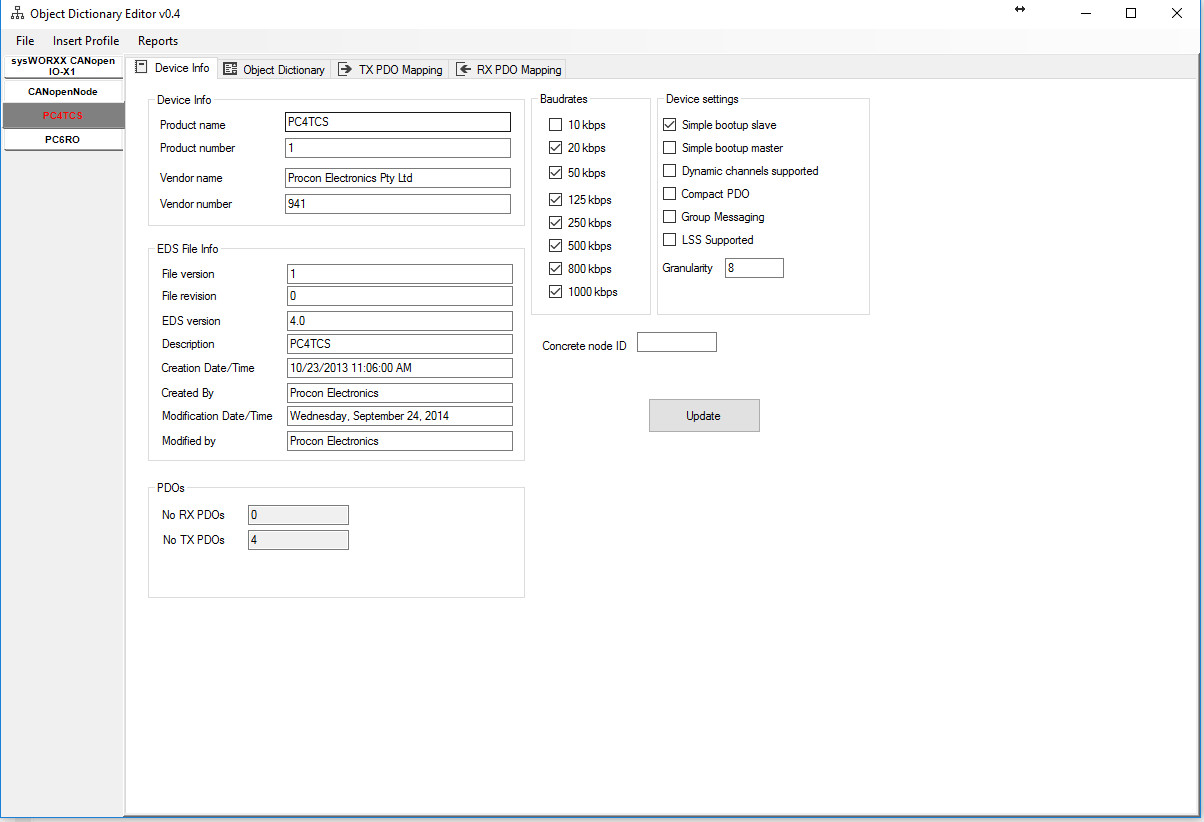 Object Dictionary Editor v0.4
File Insert Profile Reports
sysWORXX CANopen
IO-X1
CANopenNode
PC4TCS
PC6RO
Device Info Object Dictionary TX PDO Mapping RX PDO Mapping
Device Info
Product name PC4TCS
Product number 1
Vendor name Procon Electronics Pty Ltd
Vendor number 941
EDS File Info
File version 1
File revision 0
EDS version 4.0
Description PC4TCS
Creation Date/Time 10/23/2013 11:06:00 AM
Created By Procon Electronics
Modification Date/Time Wednesday, September 24, 2014
Modified by Procon Electronics
PDOs
No RX PDOs 0
No TX PDOs 4
Baudrates
10 kbps
20 kbps
50 kbps
125 kbps
250 kbps
500 kbps
800 kbps
1000 kbps
Device settings
Simple bootup slave
Simple bootup master
Dynamic channels supported
Compact PDO
Group Messaging
LSS Supported
Granularity 8
Concrete node ID
Update